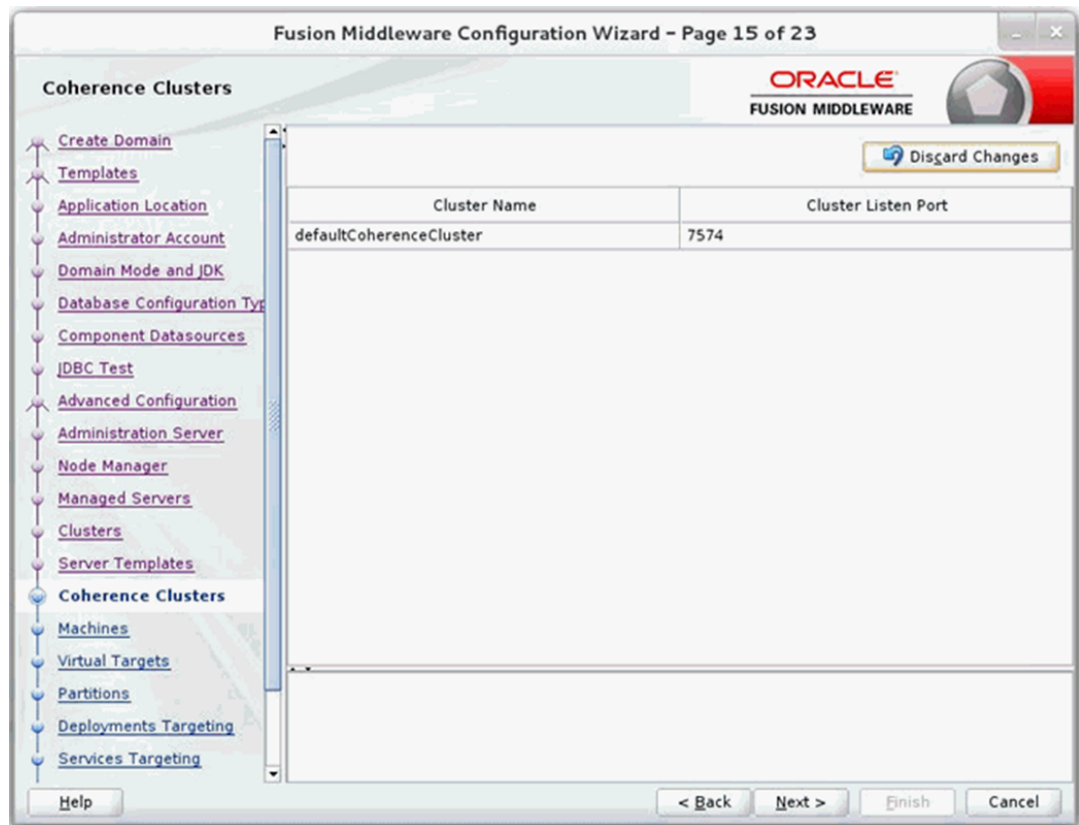 Fusion Middleware Configuration Wizard – Page 15 of 23
Coherence Clusters
ORACLE
FUSION MIDDLEWARE
Create Domain
Templates
Application Location
Administrator Account
Domain Mode and JDK
Database Configuration Typ
Component Datasources
JDBC Test
Advanced Configuration
Administration Server
Node Manager
Managed Servers
Clusters
Server Templates
Coherence Clusters
Machines
Virtual Targets
Partitions
Deployments Targeting
Services Targeting
Discard Changes
Cluster Name Cluster Listen Port
defaultCoherenceCluster 7574
Help < Back Next > Finish Cancel